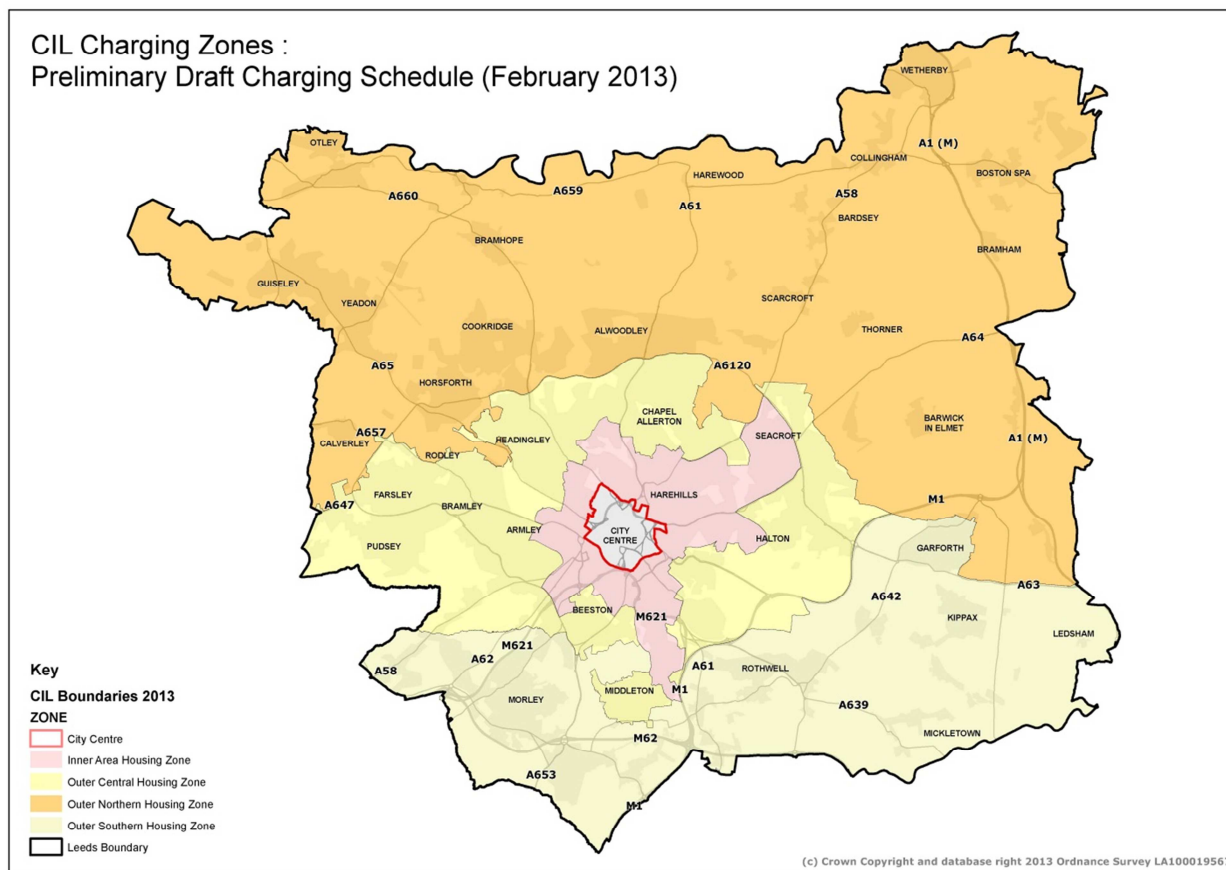 CIL Charging Zones :
Preliminary Draft Charging Schedule (February 2013)
WETHERBY
OTLEY
A1 (M)
COLLINGHAM
HAREWOOD
BOSTON SPA
A659
A660
A58
A61
BARDSEY
BRAMHOPE
BRAMHAM
GUISELEY
YEADON
SCARCROFT
COOKRIDGE
ALWOODLEY
THORNER
A64
A65
A6120
HORSFORTH
CHAPEL
ALLERTON
BARWICK
IN ELMET
A657
CALVERLEY
HEADINGLEY
SEACROFT
A1 (M)
RODLEY
FARSLEY
HAREHILLS
A647
BRAMLEY
M1
ARMLEY
CITY
CENTRE
HALTON
PUDSEY
GARFORTH
A63
A642
BEESTON
M621
KIPPAX
LEDSHAM
M621
A62
A58
A61
ROTHWELL
MIDDLETON
M1
MORLEY
A639
MICKLETOWN
M62
A653
M1
Key
CIL Boundaries 2013
ZONE
City Centre
Inner Area Housing Zone
Outer Central Housing Zone
Outer Northern Housing Zone
Outer Southern Housing Zone
Leeds Boundary
(c) Crown Copyright and database right 2013 Ordnance Survey LA100019567